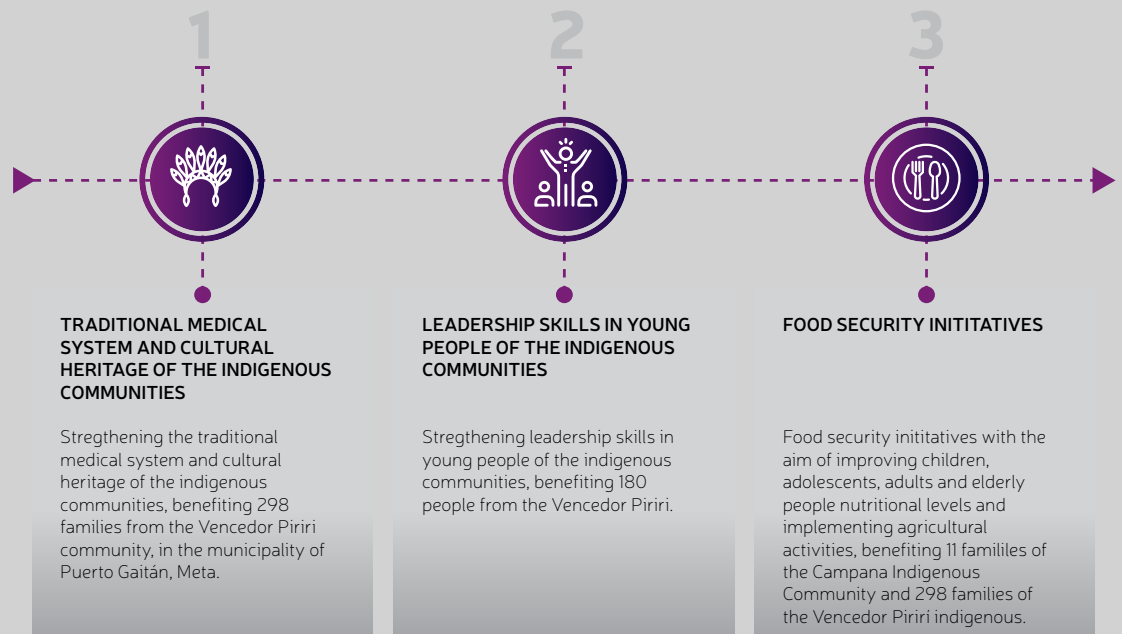 1
TRADITIONAL MEDICAL
SYSTEM AND CULTURAL
HERITAGE OF THE INDIGENOUS
COMMUNITIES
Stregthening the traditional
medical system and cultural
heritage of the indigenous
communities, benefiting 298
families from the Vencedor Piriri
community, in the municipality of
Puerto Gaitán, Meta.
2
LEADERSHIP SKILLS IN YOUNG
PEOPLE OF THE INDIGENOUS
COMMUNITIES
Stregthening leadership skills in
young people of the indigenous
communities, benefiting 180
people from the Vencedor Piriri.
3
FOOD SECURITY INITITATIVES
Food security inititatives with the
aim of improving children,
adolescents, adults and elderly
people nutritional levels and
implementing agricultural
activities, benefiting 11 famililes of
the Campana Indigenous
Community and 298 families of
the Vencedor Pirirí indigenous.